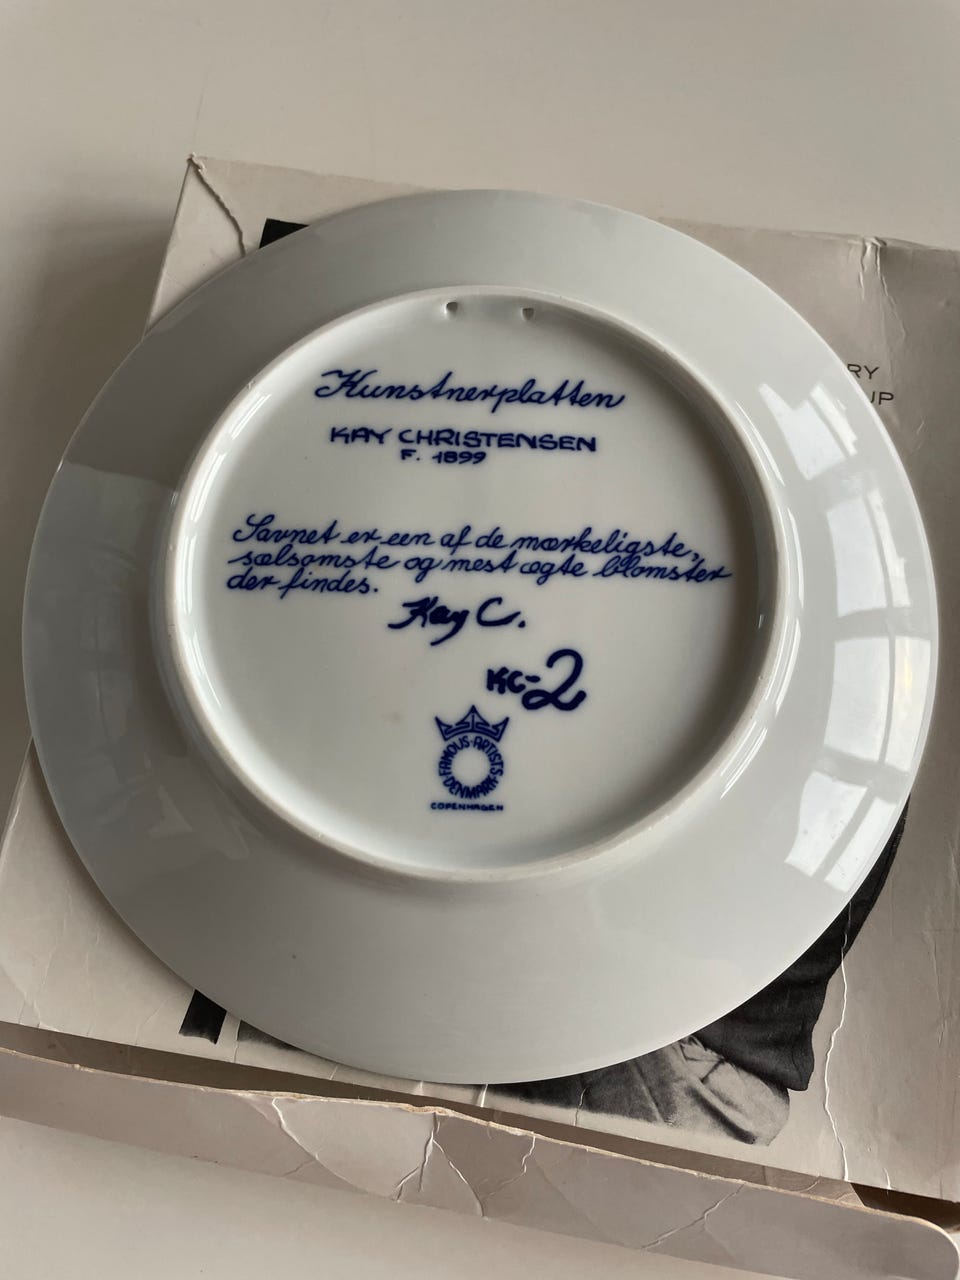 Kunstnerplatten
KAY CHRISTENSEN
F. 1899
Savnet er een af de mærkeligste,
sælsomste og mest ægte blomster
der findes.
Kay C.
KC-2
FAMOUS·ARTISTS
DENMARK
COPENHAGEN
RY
UP